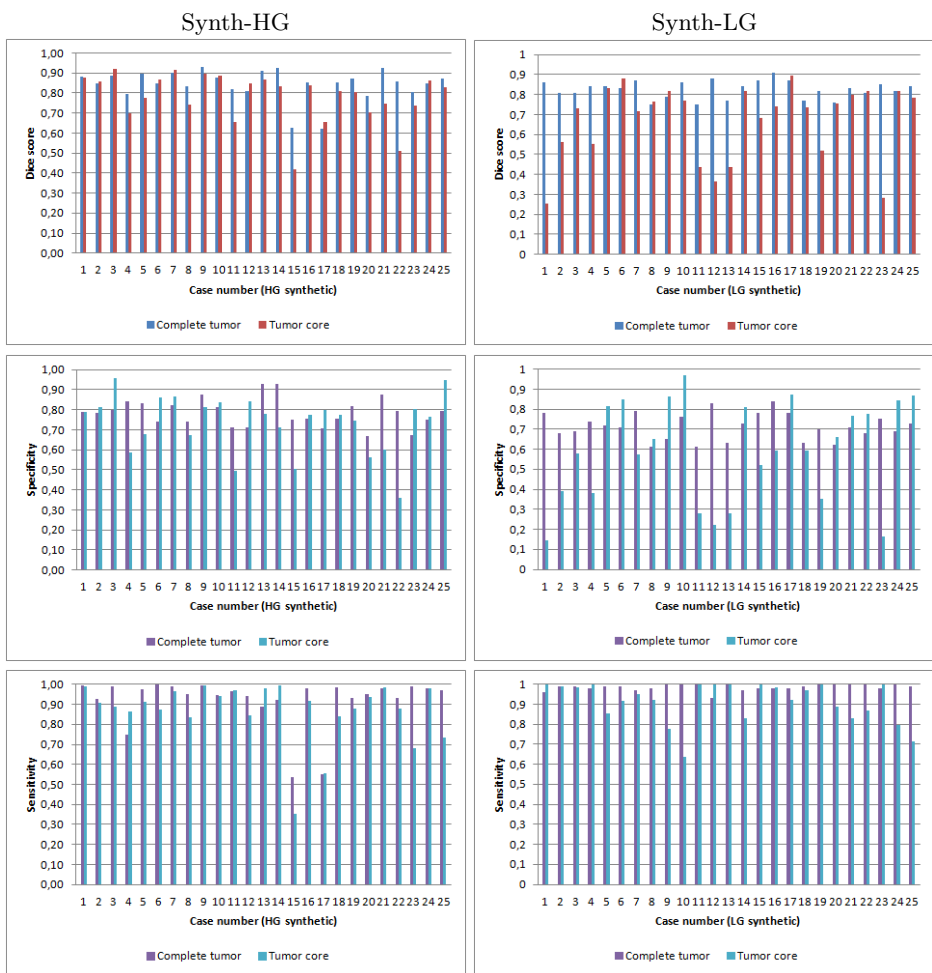 Synth-HG
Synth-LG
1,00
0,90
0,80
0,70
0,60
0,50
0,40
0,30
0,20
0,10
0,00
Dice score
1 2 3 4 5 6 7 8 9 10 11 12 13 14 15 16 17 18 19 20 21 22 23 24 25
Case number (HG synthetic)
Complete tumor Tumor core
1
0,9
0,8
0,7
0,6
0,5
0,4
0,3
0,2
0,1
0
Dice score
1 2 3 4 5 6 7 8 9 10 11 12 13 14 15 16 17 18 19 20 21 22 23 24 25
Case number (LG synthetic)
Complete tumor Tumor core
1,00
0,90
0,80
0,70
0,60
0,50
0,40
0,30
0,20
0,10
0,00
Specificity
1 2 3 4 5 6 7 8 9 10 11 12 13 14 15 16 17 18 19 20 21 22 23 24 25
Case number (HG synthetic)
Complete tumor Tumor core
1
0,9
0,8
0,7
0,6
0,5
0,4
0,3
0,2
0,1
0
Specificity
1 2 3 4 5 6 7 8 9 10 11 12 13 14 15 16 17 18 19 20 21 22 23 24 25
Case number (LG synthetic)
Complete tumor Tumor core
1,00
0,90
0,80
0,70
0,60
0,50
0,40
0,30
0,20
0,10
0,00
Sensitivity
1 2 3 4 5 6 7 8 9 10 11 12 13 14 15 16 17 18 19 20 21 22 23 24 25
Case number (HG synthetic)
Complete tumor Tumor core
1
0,9
0,8
0,7
0,6
0,5
0,4
0,3
0,2
0,1
0
Sensitivity
1 2 3 4 5 6 7 8 9 10 11 12 13 14 15 16 17 18 19 20 21 22 23 24 25
Case number (LG synthetic)
Complete tumor Tumor core